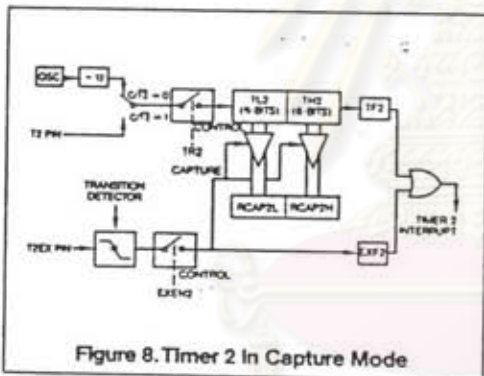 OSC
÷ 12
C/T2 = 0
C/T2 = 1
T2 PIN
TL2
(8-BITS)
TH2
(8-BITS)
TF2
CONTROL
TR2
CAPTURE
TRANSITION
DETECTOR
RCAP2L
RCAP2H
TIMER 2
INTERRUPT
T2EX PIN
EXF2
CONTROL
EXEN2
Figure 8. Timer 2 In Capture Mode